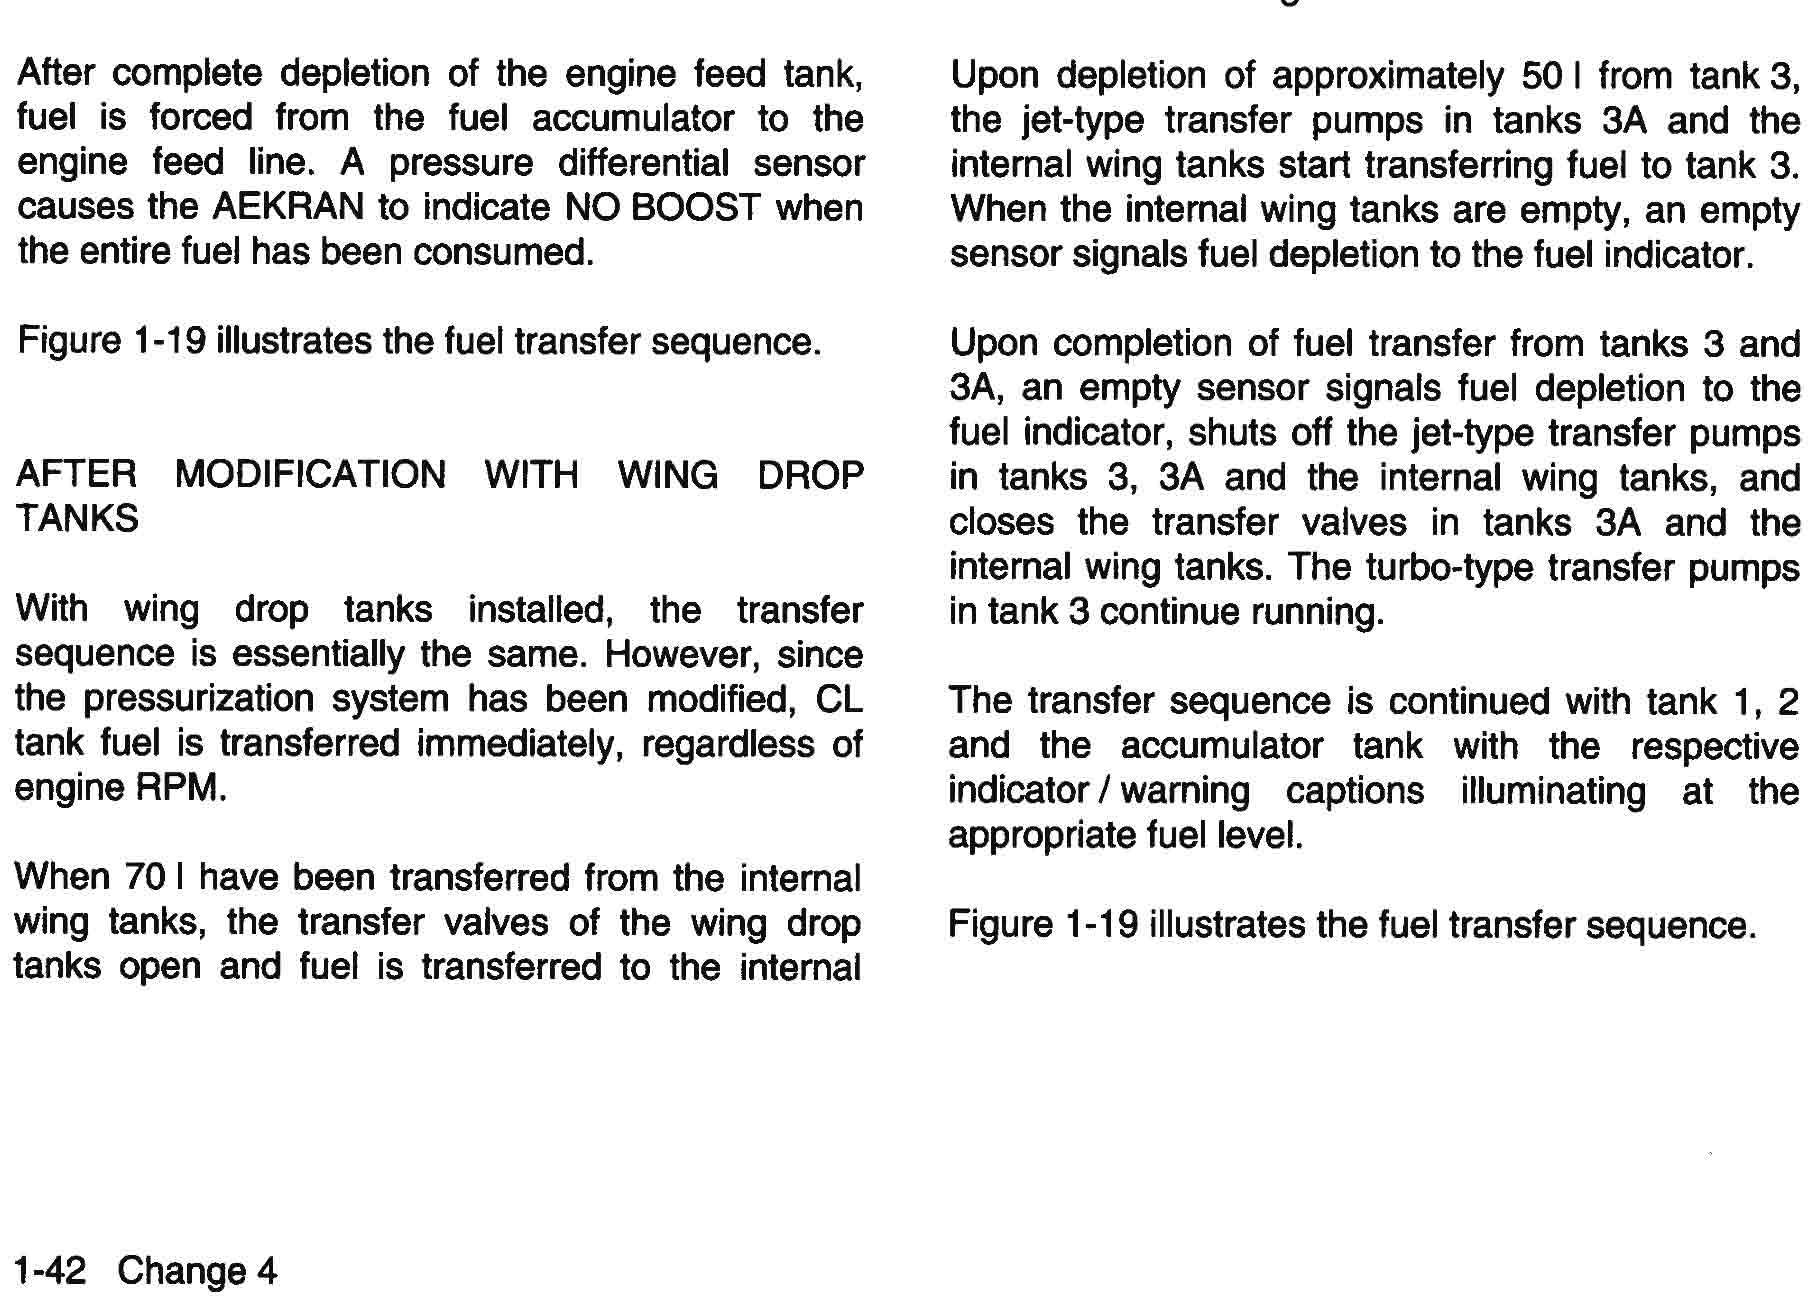 After complete depletion of the engine feed tank,
fuel is forced from the fuel accumulator to the
engine feed line. A pressure differential sensor
causes the AEKRAN to indicate NO BOOST when
the entire fuel has been consumed.
Figure 1-19 illustrates the fuel transfer sequence.
AFTER MODIFICATION WITH WING DROP
TANKS
With wing drop tanks installed, the transfer
sequence is essentially the same. However, since
the pressurization system has been modified, CL
tank fuel is transferred immediately, regardless of
engine RPM.
When 70 l have been transferred from the internal
wing tanks, the transfer valves of the wing drop
tanks open and fuel is transferred to the internal
Upon depletion of approximately 50 l from tank 3,
the jet-type transfer pumps in tanks 3A and the
internal wing tanks start transferring fuel to tank 3.
When the internal wing tanks are empty, an empty
sensor signals fuel depletion to the fuel indicator.
Upon completion of fuel transfer from tanks 3 and
3A, an empty sensor signals fuel depletion to the
fuel indicator, shuts off the jet-type transfer pumps
in tanks 3, 3A and the internal wing tanks, and
closes the transfer valves in tanks 3A and the
internal wing tanks. The turbo-type transfer pumps
in tank 3 continue running.
The transfer sequence is continued with tank 1, 2
and the accumulator tank with the respective
indicator / warning captions illuminating at the
appropriate fuel level.
Figure 1-19 illustrates the fuel transfer sequence.
1-42 Change 4